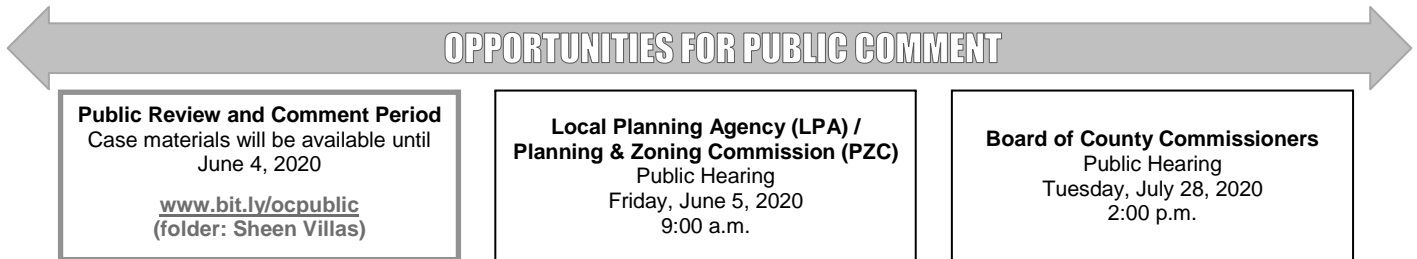 OPPORTUNITIES FOR PUBLIC COMMENT
Public Review and Comment Period
Case materials will be available until
June 4, 2020
www.bit.ly/ocpublic
(folder: Sheen Villas)
Local Planning Agency (LPA) /
Planning & Zoning Commission (PZC)
Public Hearing
Friday, June 5, 2020
9:00 a.m.
Board of County Commissioners
Public Hearing
Tuesday, July 28, 2020
2:00 p.m.